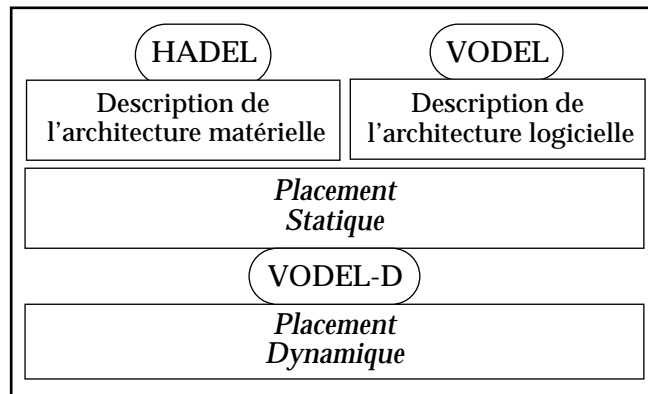 HADEL
VODEL
Description de
l'architecture matérielle
Description de
l'architecture logicielle
Placement
Statique
VODEL-D
Placement
Dynamique